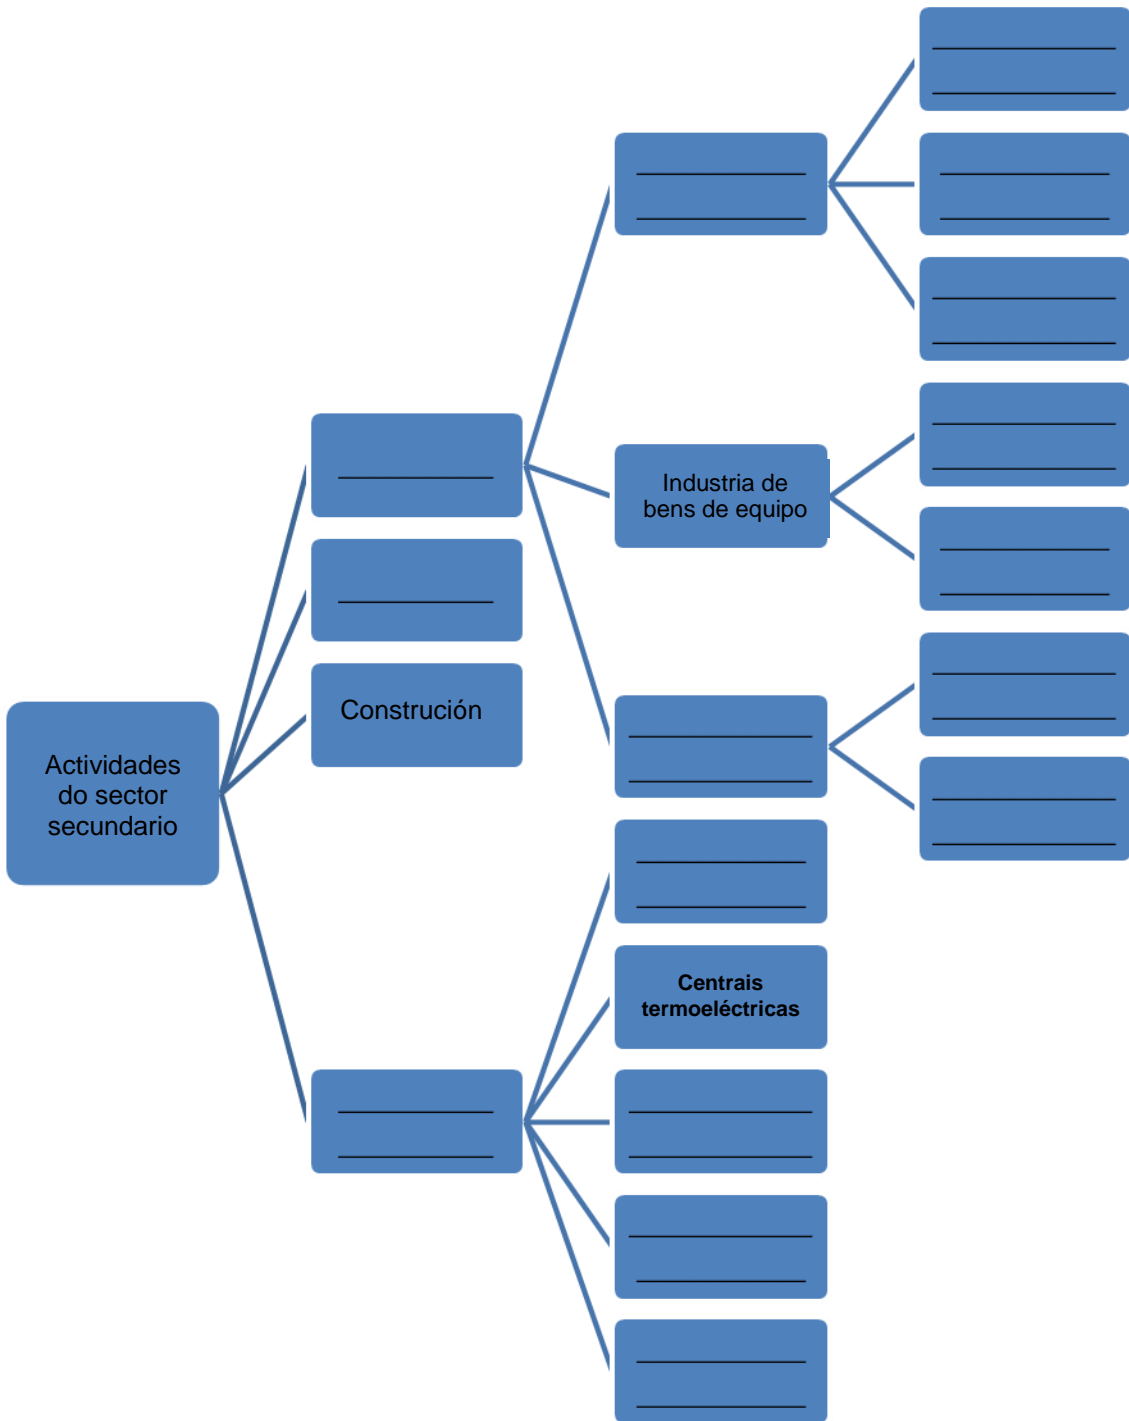 Industria de
bens de equipo
Construción
Actividades
do sector
secundario
Centrais
termoeléctricas